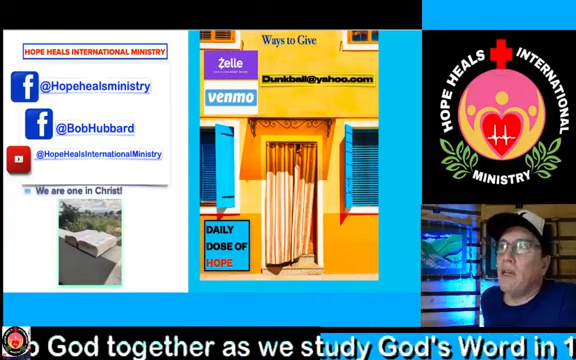 HOPE HEALS INTERNATIONAL MINISTRY
@Hopehealsministry
@BobHubbard
@HopeHealsInternationalMinistry
We are one in Christ!
Ways to Give
Zelle
Dunkball@yahoo.com
venmo
DAILY
DOSE OF
HOPE
HOPE HEALS INTERNATIONAL
MINISTRY
o God together as we study God's Word in 1